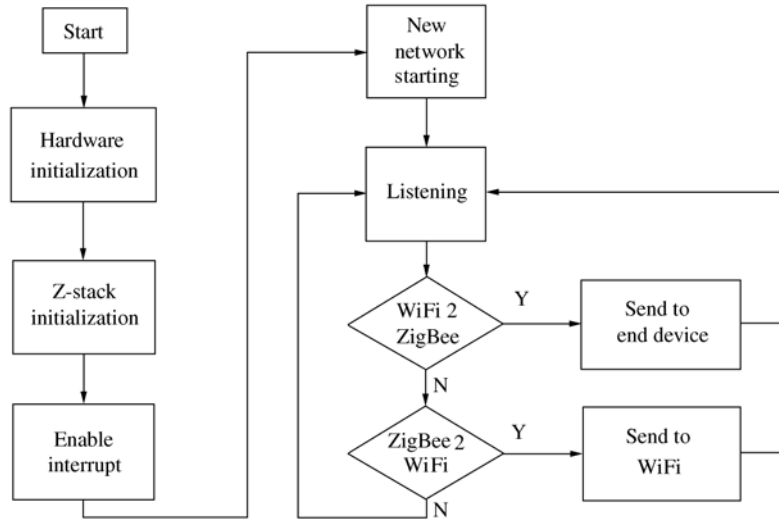 Start
Hardware
initialization
Z-stack
initialization
Enable
interrupt
New
network
starting
Listening
WiFi 2
ZigBee
Y
Send to
end device
N
ZigBee 2
WiFi
Y
Send to
WiFi
N